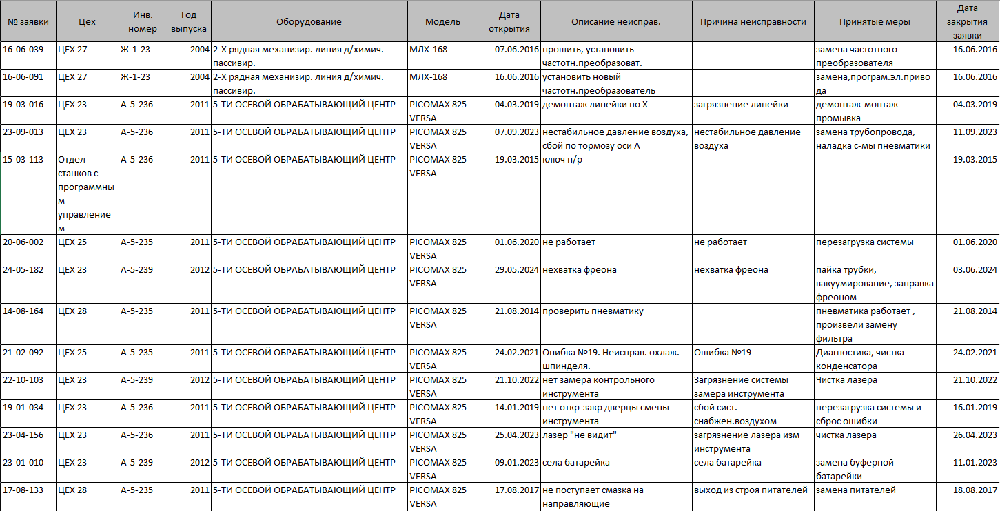 № заявки | Цех | Инв. номер | Год выпуска | Оборудование | Модель | Дата открытия | Описание неисправ. | Причина неисправности | Принятые меры | Дата закрытия заявки
16-06-039 | ЦЕХ 27 | Ж-1-23 | 2004 | 2-Х рядная механизир. линия д/химич. пассивир. | МЛХ-168 | 07.06.2016 | прошить, установить частотн.преобразоват. | | замена частотного преобразователя | 16.06.2016
16-06-091 | ЦЕХ 27 | Ж-1-23 | 2004 | 2-Х рядная механизир. линия д/химич. пассивир. | МЛХ-168 | 16.06.2016 | установить новый частотн.преобразователь | | замена,програм.эл.привода | 16.06.2016
19-03-016 | ЦЕХ 23 | А-5-236 | 2011 | 5-ТИ ОСЕВОЙ ОБРАБАТЫВАЮЩИЙ ЦЕНТР | PICOMAX 825 VERSA | 04.03.2019 | демонтаж линейки по X | загрязнение линейки | демонтаж-монтаж-промывка | 04.03.2019
23-09-013 | ЦЕХ 23 | А-5-236 | 2011 | 5-ТИ ОСЕВОЙ ОБРАБАТЫВАЮЩИЙ ЦЕНТР | PICOMAX 825 VERSA | 07.09.2023 | нестабильное давление воздуха, сбой по тормозу оси А | нестабильное давление воздуха | замена трубопровода, наладка с-мы пневматики | 11.09.2023
15-03-113 | Отдел станков с программным управлением | А-5-236 | 2011 | 5-ТИ ОСЕВОЙ ОБРАБАТЫВАЮЩИЙ ЦЕНТР | PICOMAX 825 VERSA | 19.03.2015 | ключ н/р | | | 19.03.2015
20-06-002 | ЦЕХ 25 | А-5-235 | 2011 | 5-ТИ ОСЕВОЙ ОБРАБАТЫВАЮЩИЙ ЦЕНТР | PICOMAX 825 VERSA | 01.06.2020 | не работает | не работает | перезагрузка системы | 01.06.2020
24-05-182 | ЦЕХ 23 | А-5-239 | 2012 | 5-ТИ ОСЕВОЙ ОБРАБАТЫВАЮЩИЙ ЦЕНТР | PICOMAX 825 VERSA | 29.05.2024 | нехватка фреона | нехватка фреона | пайка трубки, вакуумирование, заправка фреоном | 03.06.2024
14-08-164 | ЦЕХ 28 | А-5-235 | 2011 | 5-ТИ ОСЕВОЙ ОБРАБАТЫВАЮЩИЙ ЦЕНТР | PICOMAX 825 VERSA | 21.08.2014 | проверить пневматику | | пневматика работает , произвели замену фильтра | 21.08.2014
21-02-092 | ЦЕХ 25 | А-5-235 | 2011 | 5-ТИ ОСЕВОЙ ОБРАБАТЫВАЮЩИЙ ЦЕНТР | PICOMAX 825 VERSA | 24.02.2021 | Онибка №19. Неисправ. охлаж. шпинделя. | Ошибка №19 | Диагностика, чистка конденсатора | 24.02.2021
22-10-103 | ЦЕХ 23 | А-5-239 | 2012 | 5-ТИ ОСЕВОЙ ОБРАБАТЫВАЮЩИЙ ЦЕНТР | PICOMAX 825 VERSA | 21.10.2022 | нет замера контрольного инструмента | Загрязнение системы замера инструмента | Чистка лазера | 21.10.2022
19-01-034 | ЦЕХ 23 | А-5-236 | 2011 | 5-ТИ ОСЕВОЙ ОБРАБАТЫВАЮЩИЙ ЦЕНТР | PICOMAX 825 VERSA | 14.01.2019 | нет откр-закр дверцы смены инструмента | сбой сист. снабжен.воздухом | перезагрузка системы и сброс ошибки | 16.01.2019
23-04-156 | ЦЕХ 23 | А-5-236 | 2011 | 5-ТИ ОСЕВОЙ ОБРАБАТЫВАЮЩИЙ ЦЕНТР | PICOMAX 825 VERSA | 25.04.2023 | лазер "не видит" | загрязнение лазера изм инструмента | чистка лазера | 26.04.2023
23-01-010 | ЦЕХ 23 | А-5-239 | 2012 | 5-ТИ ОСЕВОЙ ОБРАБАТЫВАЮЩИЙ ЦЕНТР | PICOMAX 825 VERSA | 09.01.2023 | села батарейка | села батарейка | замена буферной батарейки | 11.01.2023
17-08-133 | ЦЕХ 28 | А-5-235 | 2011 | 5-ТИ ОСЕВОЙ ОБРАБАТЫВАЮЩИЙ ЦЕНТР | PICOMAX 825 VERSA | 17.08.2017 | не поступает смазка на направляющие | выход из строя питателей | замена питателей | 18.08.2017